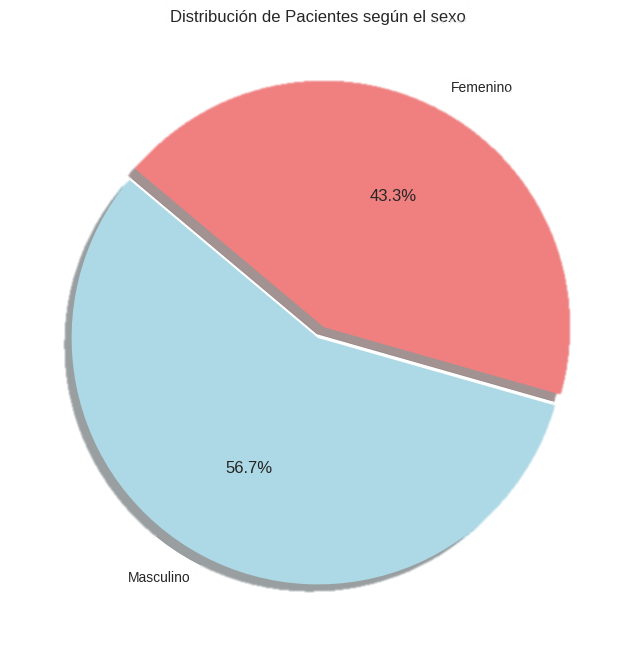 Distribución de Pacientes según el sexo
Femenino
43.3%
56.7%
Masculino